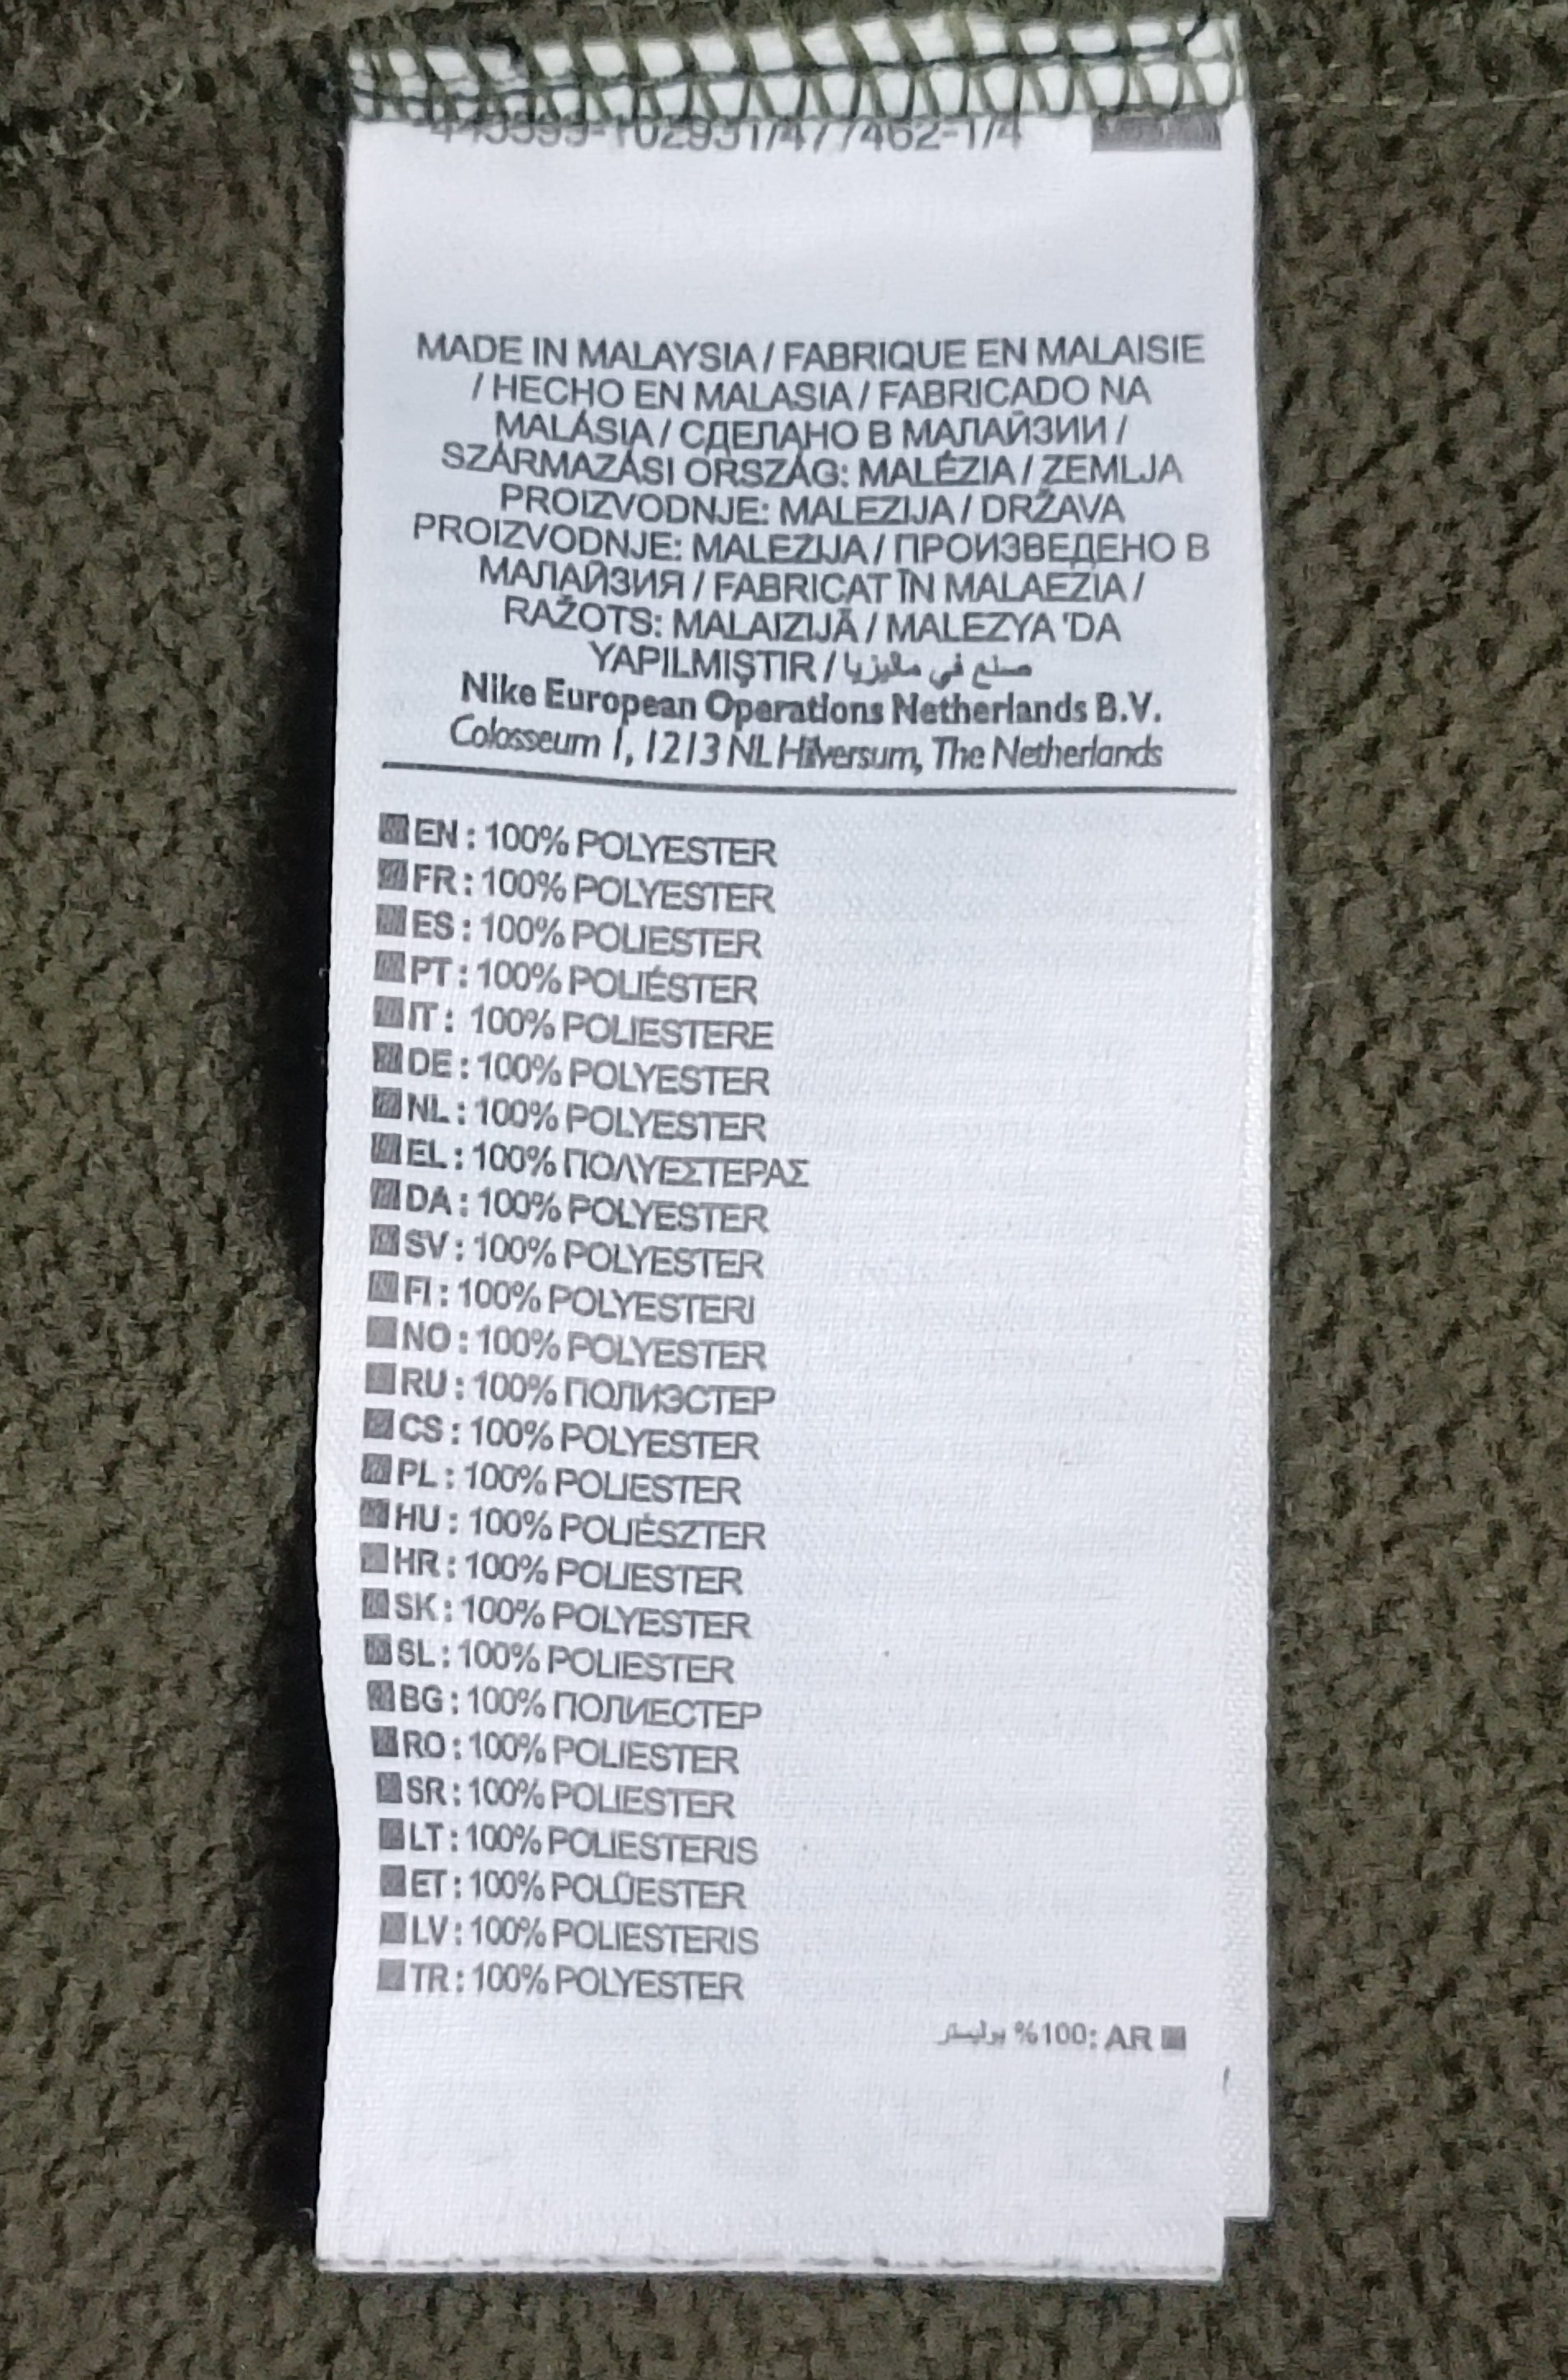 MADE IN MALAYSIA / FABRIQUE EN MALAISIE
/ HECHO EN MALASIA / FABRICADO NA
MALÁSIA / СДЕЛАНО В МАЛАЙЗИИ /
SZÁRMAZÁSI ORSZÁG: MALÉZIA / ZEMLJA
PROIZVODNJE: MALEZIJA / DRŽAVA
PROIZVODNJE: MALEZIJA / ПРОИЗВЕДЕНО В
МАЛАЙЗИЯ / FABRICAT ÎN MALAEZIA /
RAŽOTS: MALAIZIJĀ / MALEZYA 'DA
YAPILMIŞTIR / صنع في ماليزيا
Nike European Operations Netherlands B.V.
Colosseum 1, 1213 NL Hilversum, The Netherlands
EN : 100% POLYESTER
FR : 100% POLYESTER
ES : 100% POLIESTER
PT : 100% POLIÉSTER
IT : 100% POLIESTERE
DE : 100% POLYESTER
NL : 100% POLYESTER
EL : 100% ΠΟΛΥΕΣΤΕΡΑΣ
DA : 100% POLYESTER
SV : 100% POLYESTER
FI : 100% POLYESTERI
NO : 100% POLYESTER
RU : 100% ПОЛИЭСТЕР
CS : 100% POLYESTER
PL : 100% POLIESTER
HU : 100% POLIÉSZTER
HR : 100% POLIESTER
SK : 100% POLYESTER
SL : 100% POLIESTER
BG : 100% ПОЛИЕСТЕР
RO : 100% POLIESTER
SR : 100% POLIESTER
LT : 100% POLIESTERIS
ET : 100% POLÜESTER
LV : 100% POLIESTERIS
TR : 100% POLYESTER
AR :100% بوليستر